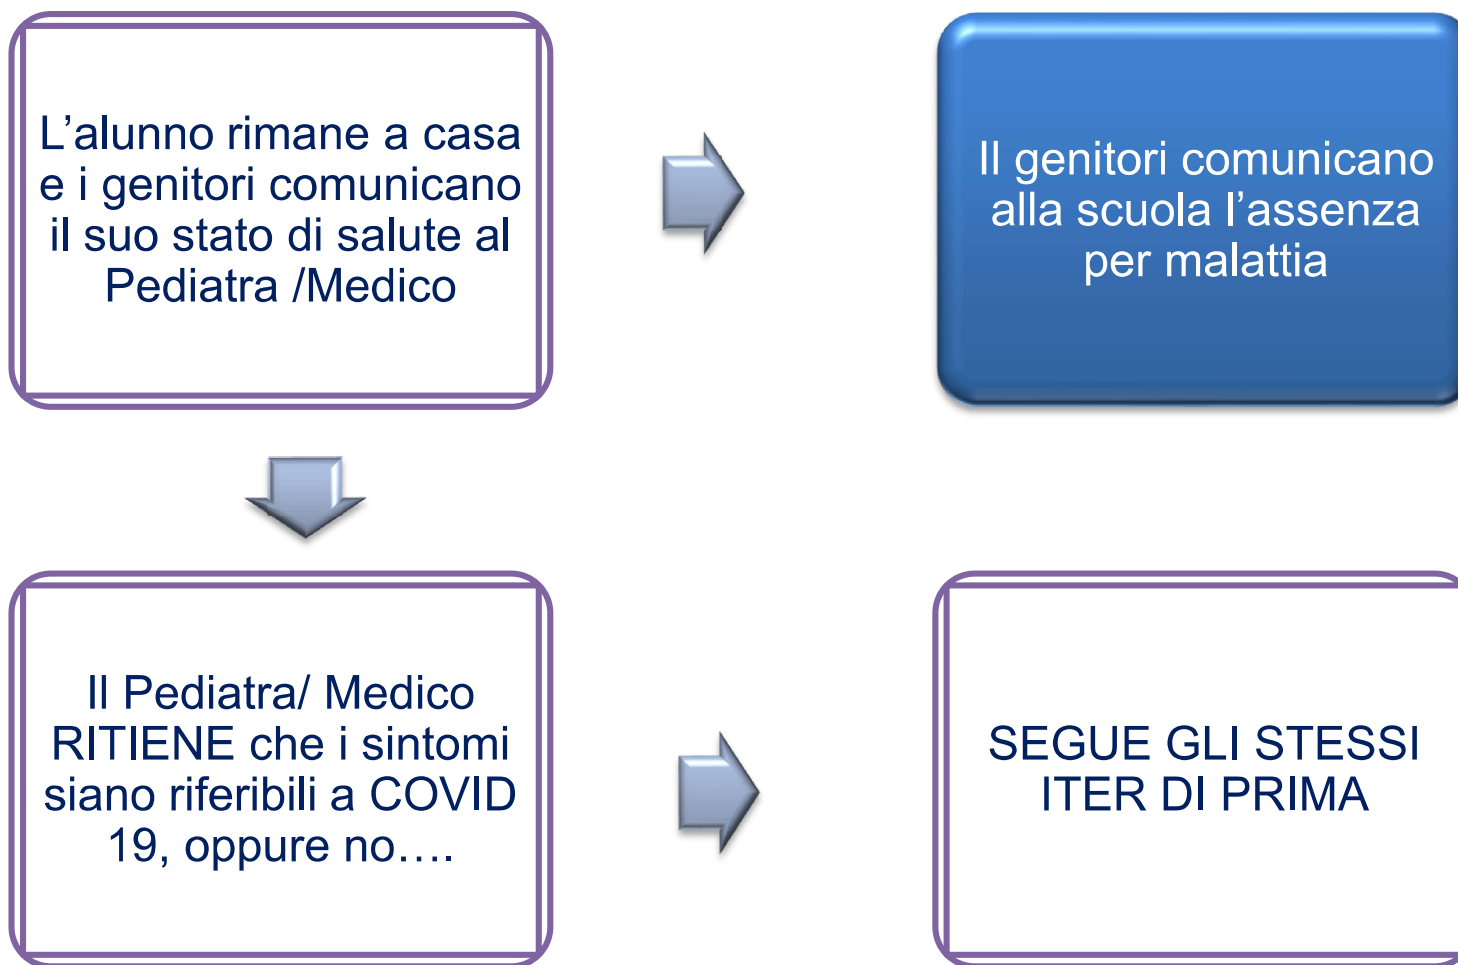 L’alunno rimane a casa
e i genitori comunicano
il suo stato di salute al
Pediatra /Medico
Il genitori comunicano
alla scuola l’assenza
per malattia
Il Pediatra/ Medico
RITIENE che i sintomi
siano riferibili a COVID
19, oppure no….
SEGUE GLI STESSI
ITER DI PRIMA